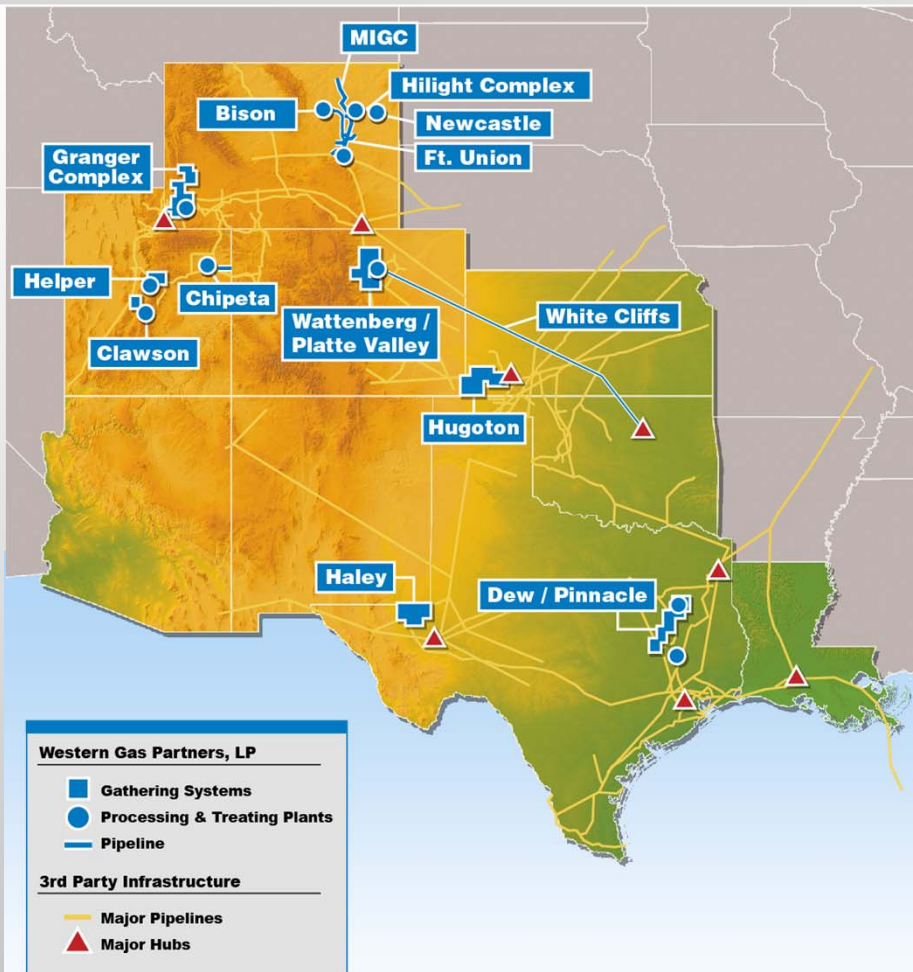 MIGC
Hilight Complex
Bison
Newcastle
Ft. Union
Granger
Complex
Helper
Chipeta
Clawson
Wattenberg /
Platte Valley
White Cliffs
Hugoton
Haley
Dew / Pinnacle
Western Gas Partners, LP
Gathering Systems
Processing & Treating Plants
Pipeline
3rd Party Infrastructure
Major Pipelines
Major Hubs